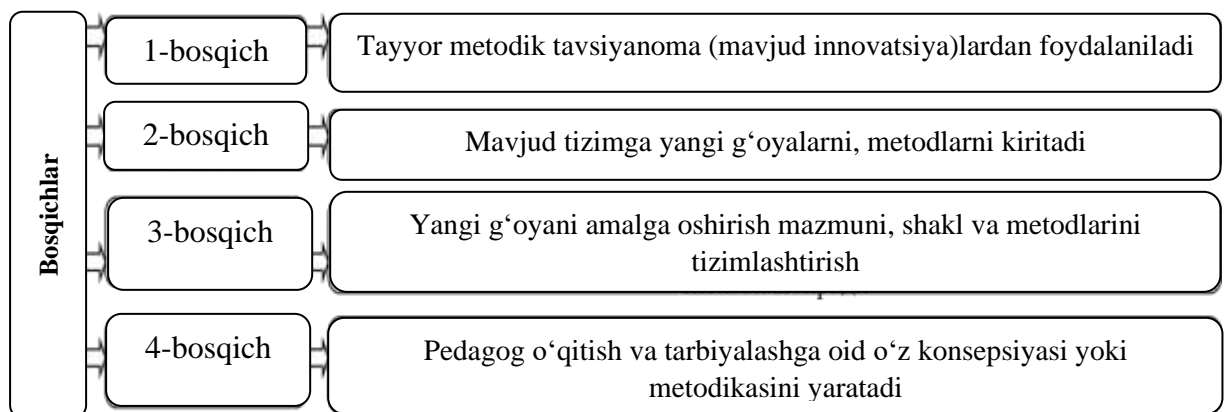 Bosqichlar
1-bosqich
Tayyor metodik tavsiyanoma (mavjud innovatsiya)lardan foydalaniladi
2-bosqich
Mavjud tizimga yangi g‘oyalarni, metodlarni kiritadi
3-bosqich
Yangi g‘oyani amalga oshirish mazmuni, shakl va metodlarini
tizimlashtirish
4-bosqich
Pedagog o‘qitish va tarbiyalashga oid o‘z konsepsiyasi yoki
metodikasini yaratadi